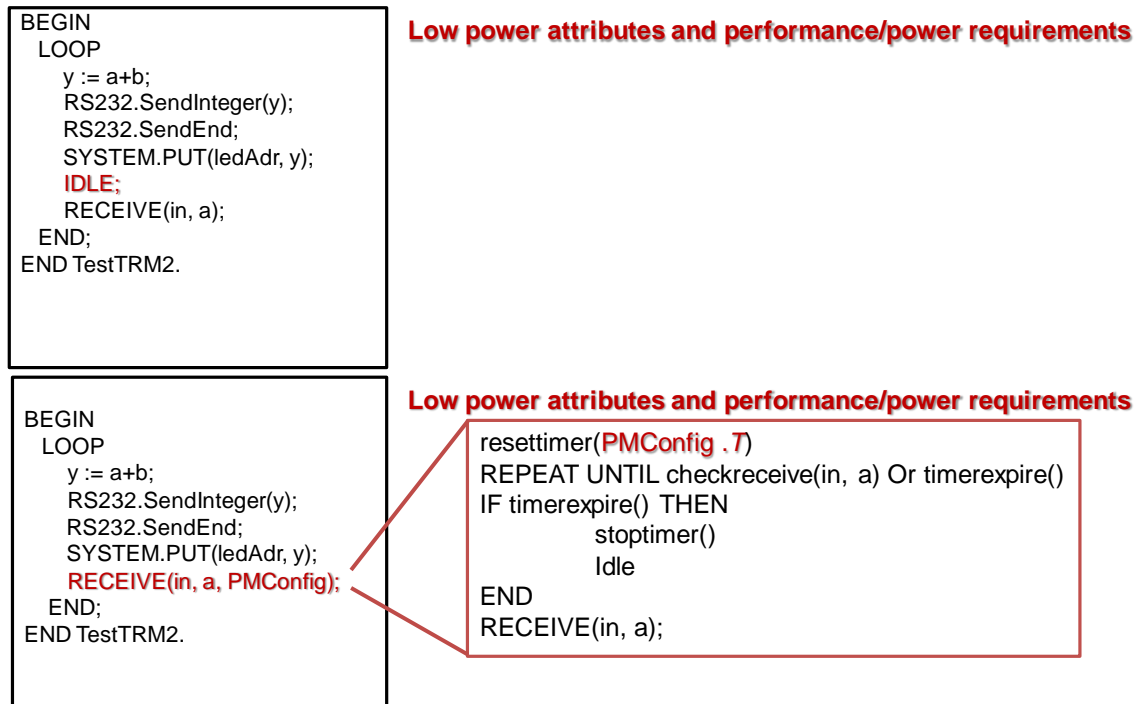 BEGIN
LOOP
y := a+b;
RS232.SendInteger(y);
RS232.SendEnd;
SYSTEM.PUT(ledAdr, y);
IDLE;
RECEIVE(in, a);
END;
END TestTRM2.
Low power attributes and performance/power requirements
BEGIN
LOOP
y := a+b;
RS232.SendInteger(y);
RS232.SendEnd;
SYSTEM.PUT(ledAdr, y);
RECEIVE(in, a, PMConfig);
END;
END TestTRM2.
Low power attributes and performance/power requirements
resettimer(PMConfig .T)
REPEAT UNTIL checkreceive(in, a) Or timerexpire()
IF timerexpire() THEN
stoptimer()
Idle
END
RECEIVE(in, a);